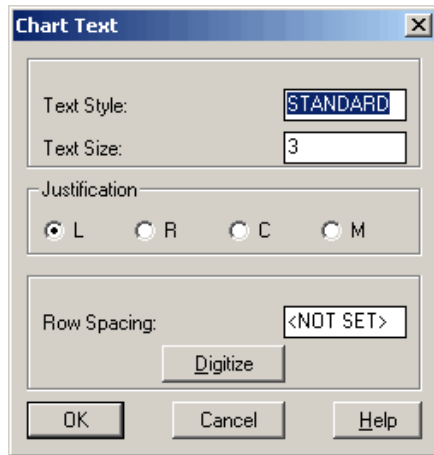 Chart Text
Text Style: STANDARD
Text Size: 3
Justification
L R C M
Row Spacing: <NOT SET>
Digitize
OK Cancel Help